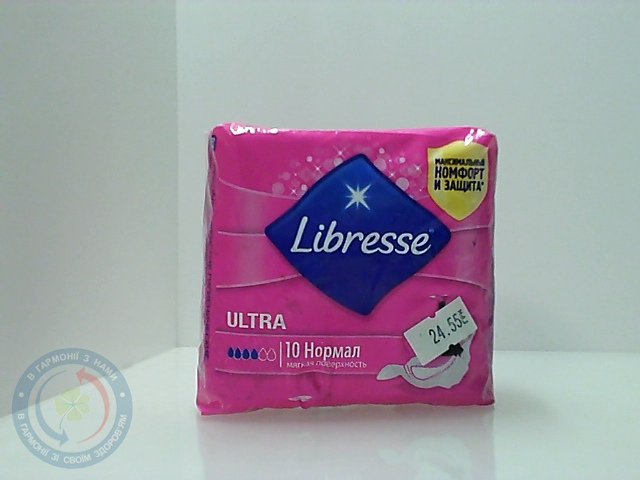 МАКСИМАЛЬНЫЙ
КОМФОРТ
И ЗАЩИТА*
Libresse
ULTRA
24.55
10 Нормал
мягкая поверхность
В ГАРМОНІЇ З НАМИ
В ГАРМОНІЇ ЗІ СВОЇМ ЗДОРОВ'ЯМ